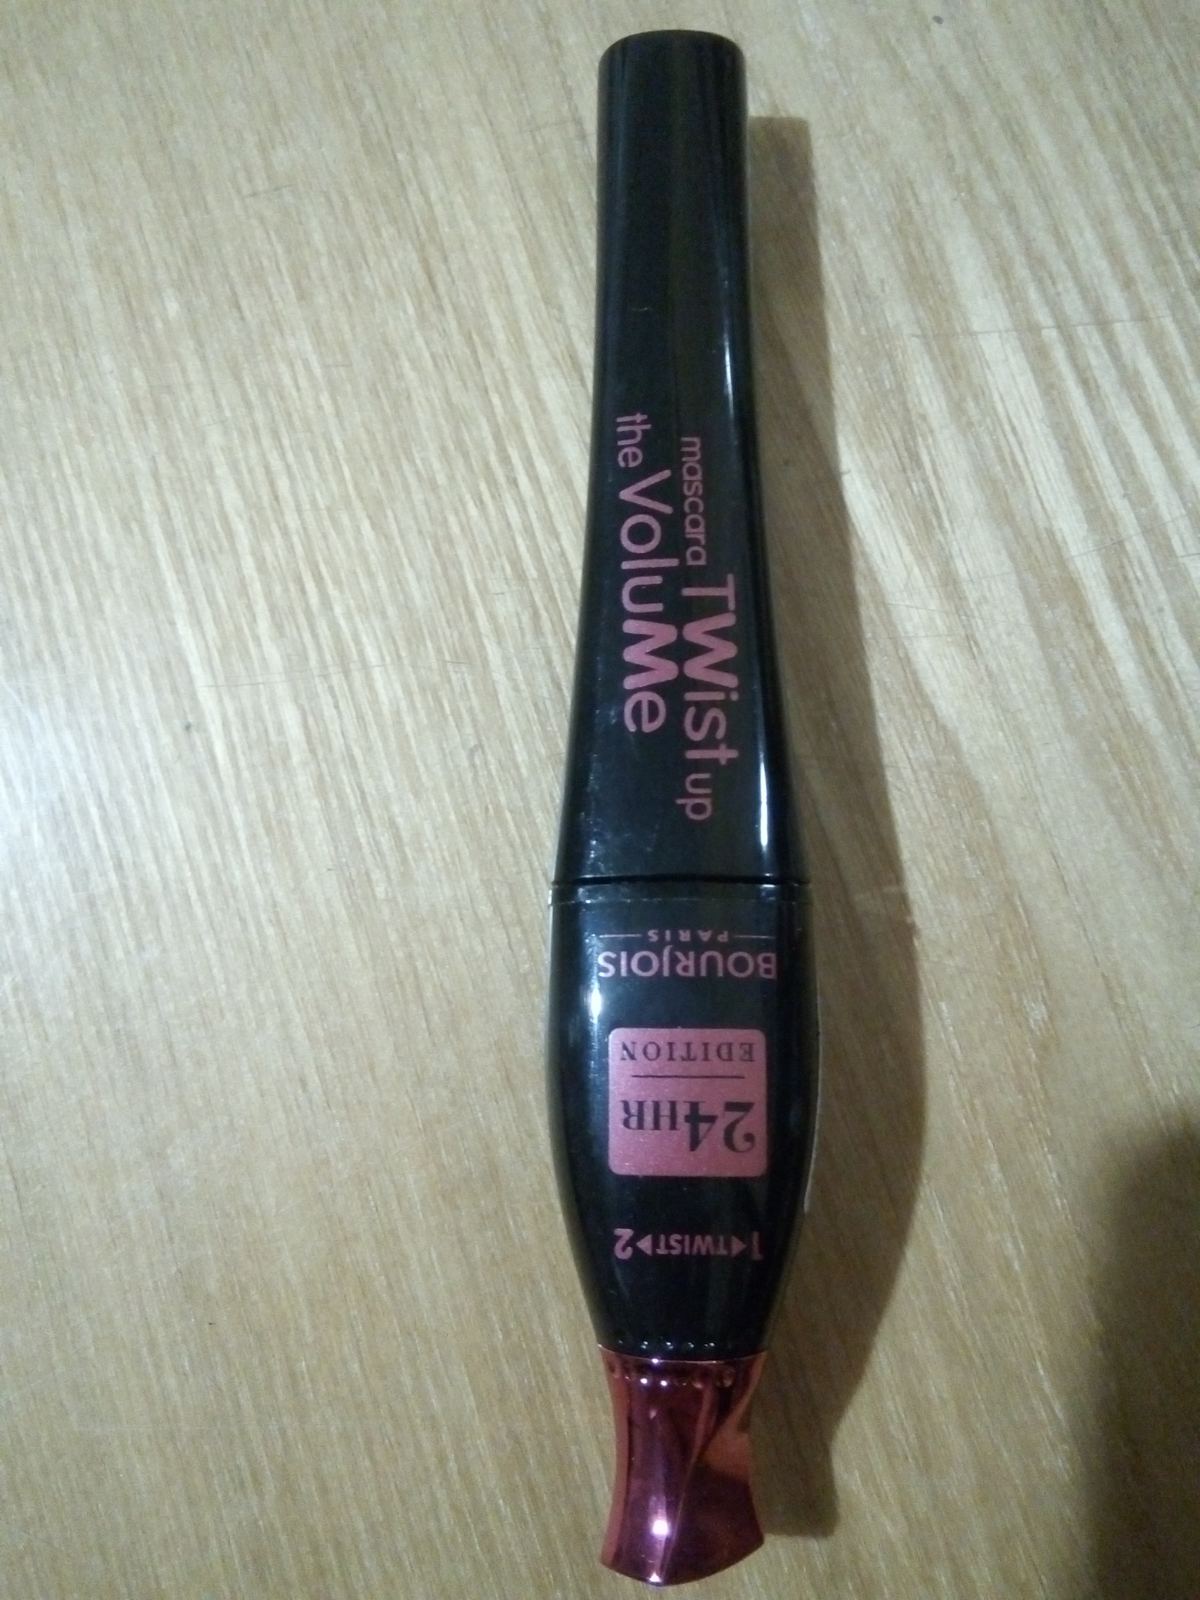 mascara TWist up
the VoluMe
BOURJOIS
PARIS
24HR
EDITION
1◄TWIST►2